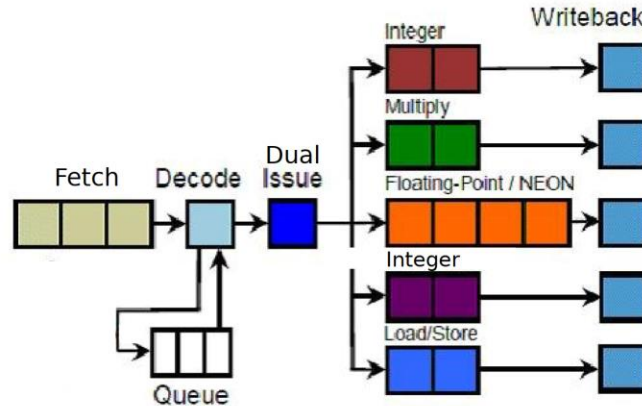 Writeback
Integer
Multiply
Dual
Fetch
Decode
Issue
Floating-Point / NEON
Integer
Load/Store
Queue